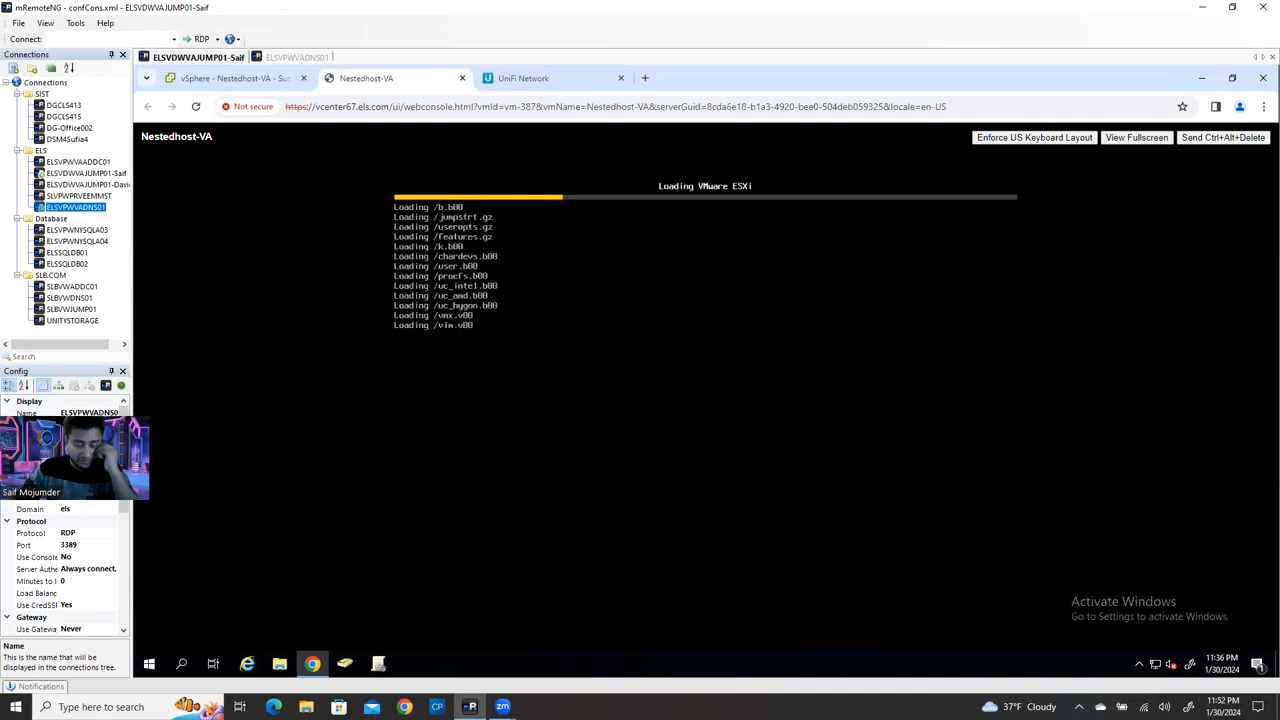 mRemoteNG - confCons.xml - ELSVDWVAJUMP01-Saif
File View Tools Help
Connect: RDP
Connections
ELSVDWVAJUMP01-Saif
ELSVPWVADNS01
vSphere - Nestedhost-VA - Su
Nestedhost-VA
UniFi Network
Not secure
https://vcenter67.els.com/ui/webconsole.html?vmId=vm-387&vmName=Nestedhost-VA&serverGuid=8cda6e18-b1a3-4920-bee0-504deb059325&locale=en-US
Connections
SIST
DGCLS413
DGCLS415
DG-Office002
DSM4Sufia4
ELS
ELSVPWVAADDC01
ELSVDWVAJUMP01-Saif
ELSVDWVAJUMP01-Davi
SLVPWPRVEEMMST
ELSVPWVADNS01
Database
ELSVPWNYSQLA03
ELSVPWNYSQLA04
ELSSQLDB01
ELSSQLDB02
SLB.COM
SLBVWADDC01
SLBVWDNS01
SLBVWJUMP01
UNITYSTORAGE
Search
Config
Display
Name ELSVPWVADNS0
Saif Mojumder
Domain els
Protocol
Protocol RDP
Port 3389
Use Console No
Server Authe Always connect,
Minutes to I 0
Load Balanc
Use CredSSP Yes
Gateway
Use Gateway Never
Name
This is the name that will be
displayed in the connections tree.
Notifications
Nestedhost-VA
Enforce US Keyboard Layout
View Fullscreen
Send Ctrl+Alt+Delete
Loading VMware ESXi
Loading /b.b00
Loading /jumpstrt.gz
Loading /useropts.gz
Loading /features.gz
Loading /k.b00
Loading /chardevs.b00
Loading /user.b00
Loading /procfs.b00
Loading /uc_intel.b00
Loading /uc_amd.b00
Loading /uc_hygon.b00
Loading /vmx.v00
Loading /vim.v00
Activate Windows
Go to Settings to activate Windows.
11:36 PM
1/30/2024
Type here to search
37°F Cloudy
11:52 PM
1/30/2024